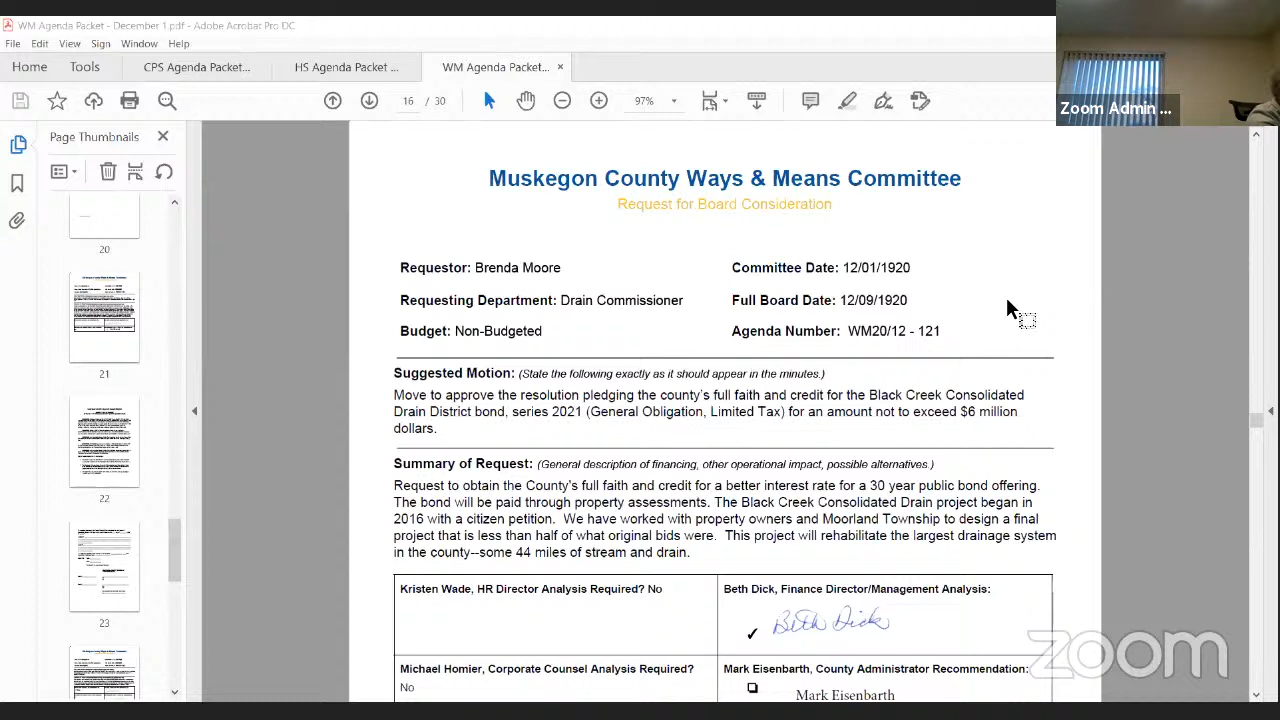 WM Agenda Packet - December 1.pdf - Adobe Acrobat Pro DC
File Edit View Sign Window Help
Home Tools CPS Agenda Packet... HS Agenda Packet ... WM Agenda Packet... ×
16 / 30 97%
Zoom Admin ...
Page Thumbnails
20
21
22
23
Muskegon County Ways & Means Committee
Request for Board Consideration
Requestor: Brenda Moore Committee Date: 12/01/1920
Requesting Department: Drain Commissioner Full Board Date: 12/09/1920
Budget: Non-Budgeted Agenda Number: WM20/12 - 121
Suggested Motion: (State the following exactly as it should appear in the minutes.)
Move to approve the resolution pledging the county's full faith and credit for the Black Creek Consolidated
Drain District bond, series 2021 (General Obligation, Limited Tax) for an amount not to exceed $6 million
dollars.
Summary of Request: (General description of financing, other operational impact, possible alternatives.)
Request to obtain the County's full faith and credit for a better interest rate for a 30 year public bond offering.
The bond will be paid through property assessments. The Black Creek Consolidated Drain project began in
2016 with a citizen petition. We have worked with property owners and Moorland Township to design a final
project that is less than half of what original bids were. This project will rehabilitate the largest drainage system
in the county--some 44 miles of stream and drain.
Kristen Wade, HR Director Analysis Required? No Beth Dick, Finance Director/Management Analysis:
✓ Beth Dick
Michael Homier, Corporate Counsel Analysis Required? Mark Eisenbarth, County Administrator Recommendation:
No
Mark Eisenbarth
zoom